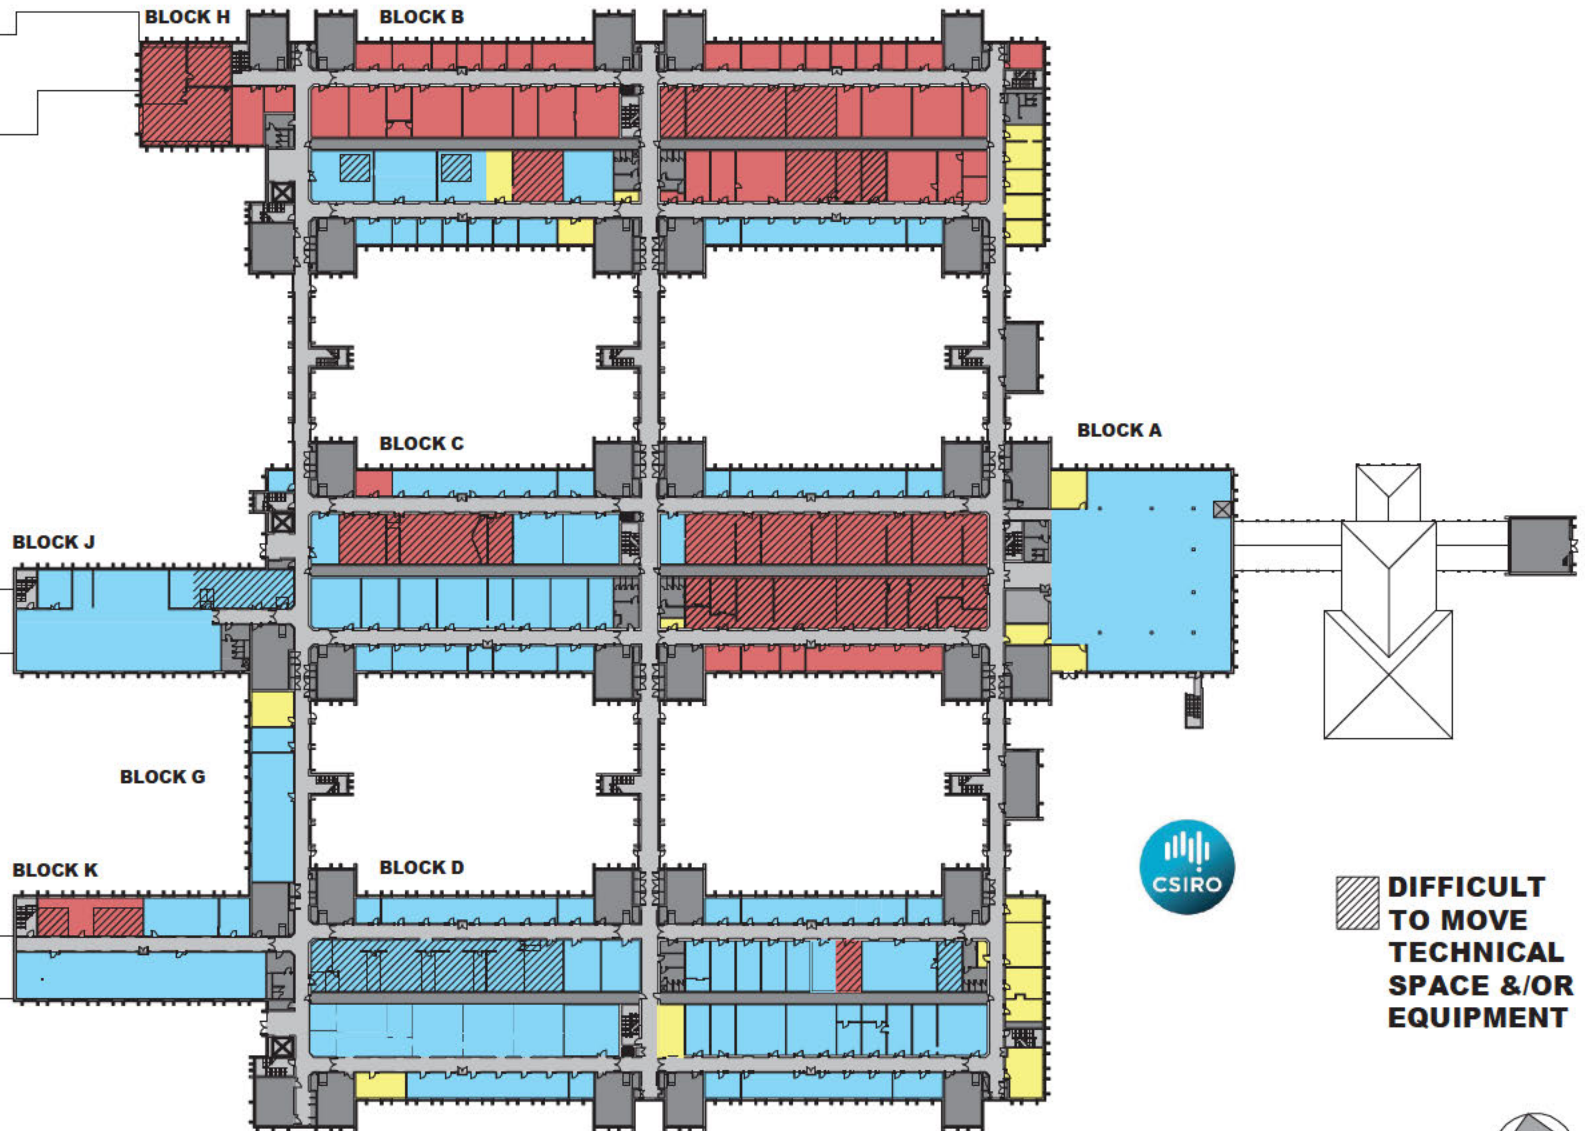 BLOCK H
BLOCK B
BLOCK C
BLOCK A
BLOCK J
BLOCK G
BLOCK K
BLOCK D
CSIRO
DIFFICULT
TO MOVE
TECHNICAL
SPACE &/OR
EQUIPMENT